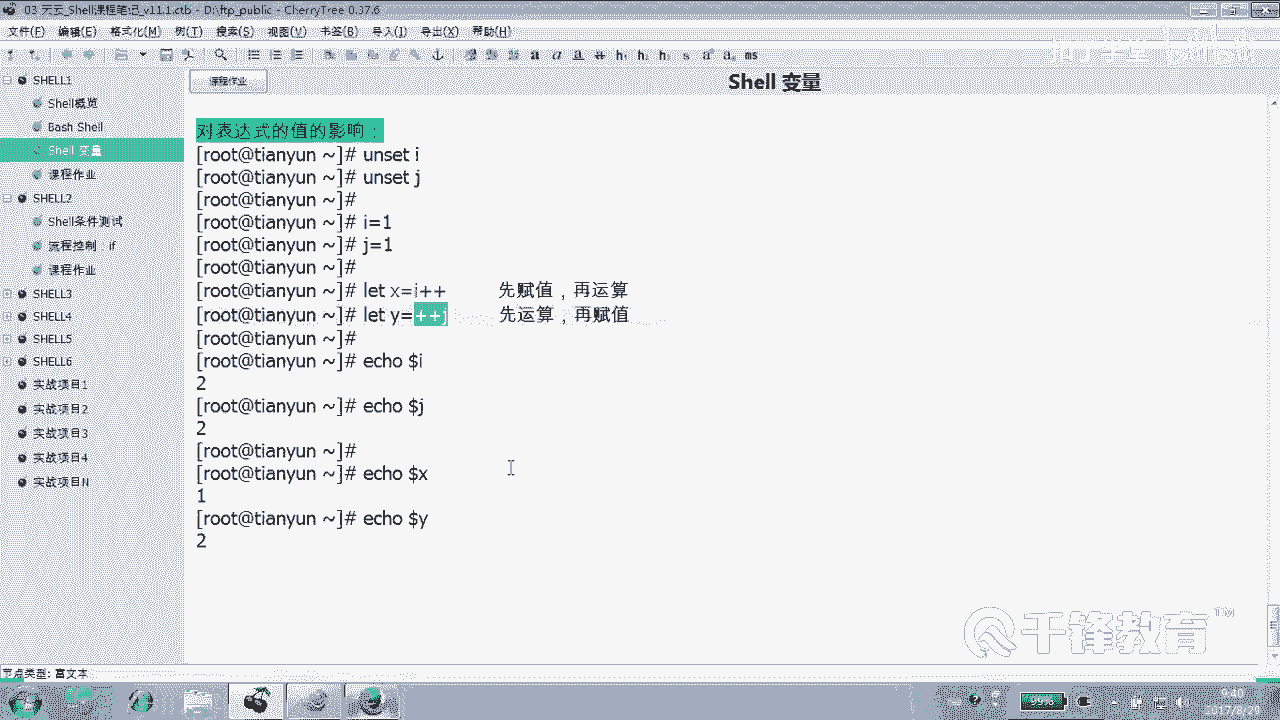 03 天云_Shell课程笔记_v11.1.ctb - D:\ftp_public - CherryTree 0.37.6
文件(F) 编辑(E) 格式化(M) 树(T) 搜索(S) 视图(V) 书签(B) 导入(I) 导出(X) 帮助(H)
SHELL1
Shell概览
Bash Shell
Shell 变量
课程作业
SHELL2
Shell条件测试
流程控制：if
课程作业
SHELL3
SHELL4
SHELL5
SHELL6
实战项目1
实战项目2
实战项目3
实战项目4
实战项目N
课程作业
Shell 变量
对表达式的值的影响：
[root@tianyun ~]# unset i
[root@tianyun ~]# unset j
[root@tianyun ~]#
[root@tianyun ~]# i=1
[root@tianyun ~]# j=1
[root@tianyun ~]#
[root@tianyun ~]# let x=i++ 先赋值，再运算
[root@tianyun ~]# let y=++j 先运算，再赋值
[root@tianyun ~]#
[root@tianyun ~]# echo $i
2
[root@tianyun ~]# echo $j
2
[root@tianyun ~]#
[root@tianyun ~]# echo $x
1
[root@tianyun ~]# echo $y
2
千锋教育 TM
节点类型: 富文本
99%
9:40
2017/8/29